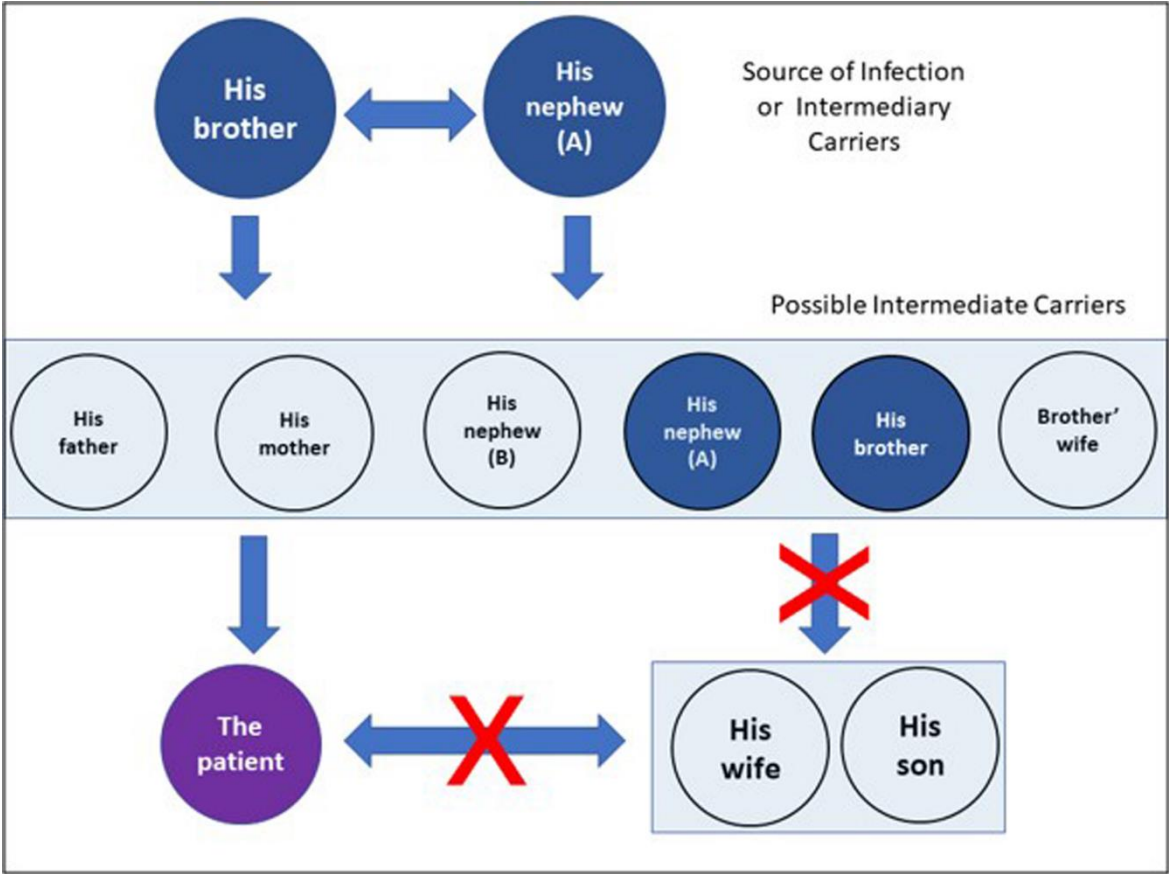 His
brother
His
nephew
(A)
Source of Infection
or Intermediary
Carriers
Possible Intermediate Carriers
His
father
His
mother
His
nephew
(B)
His
nephew
(A)
His
brother
Brother'
wife
The
patient
His
wife
His
son